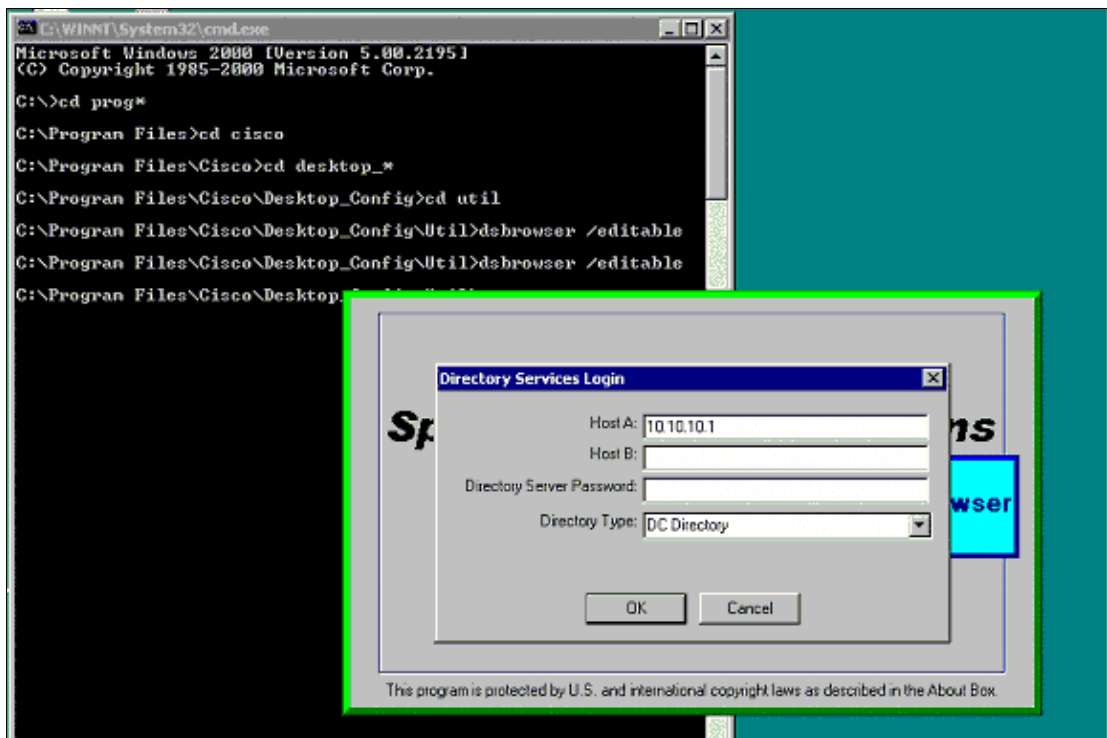 C:\WINNT\System32\cmd.exe
Microsoft Windows 2000 [Version 5.00.2195]
(C) Copyright 1985-2000 Microsoft Corp.
C:\>cd prog*
C:\Program Files>cd cisco
C:\Program Files\Cisco>cd desktop_*
C:\Program Files\Cisco\Desktop_Config>cd util
C:\Program Files\Cisco\Desktop_Config\Util>dsbrowser /editable
C:\Program Files\Cisco\Desktop_Config\Util>dsbrowser /editable
C:\Program Files\Cisco\Desktop_
Directory Services Login
Host A: 10.10.10.1
Sp ns
Host B:
Directory Server Password:
wser
Directory Type: DC Directory
OK Cancel
This program is protected by U.S. and international copyright laws as described in the About Box.